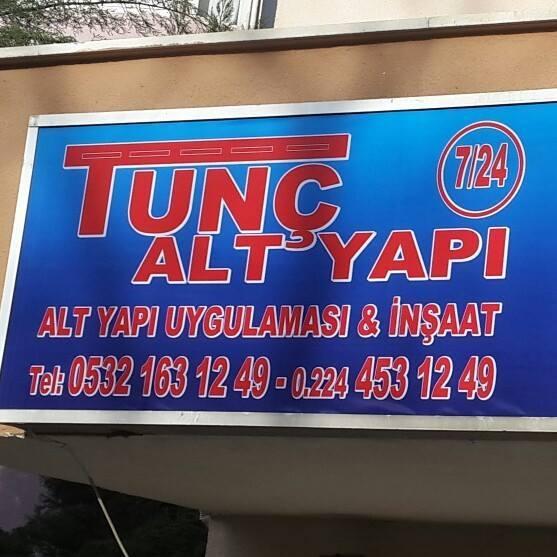 TUNÇ
7/24
ALT YAPI
ALT YAPI UYGULAMASI & İNŞAAT
Tel: 0532 163 12 49 - 0.224 453 12 49